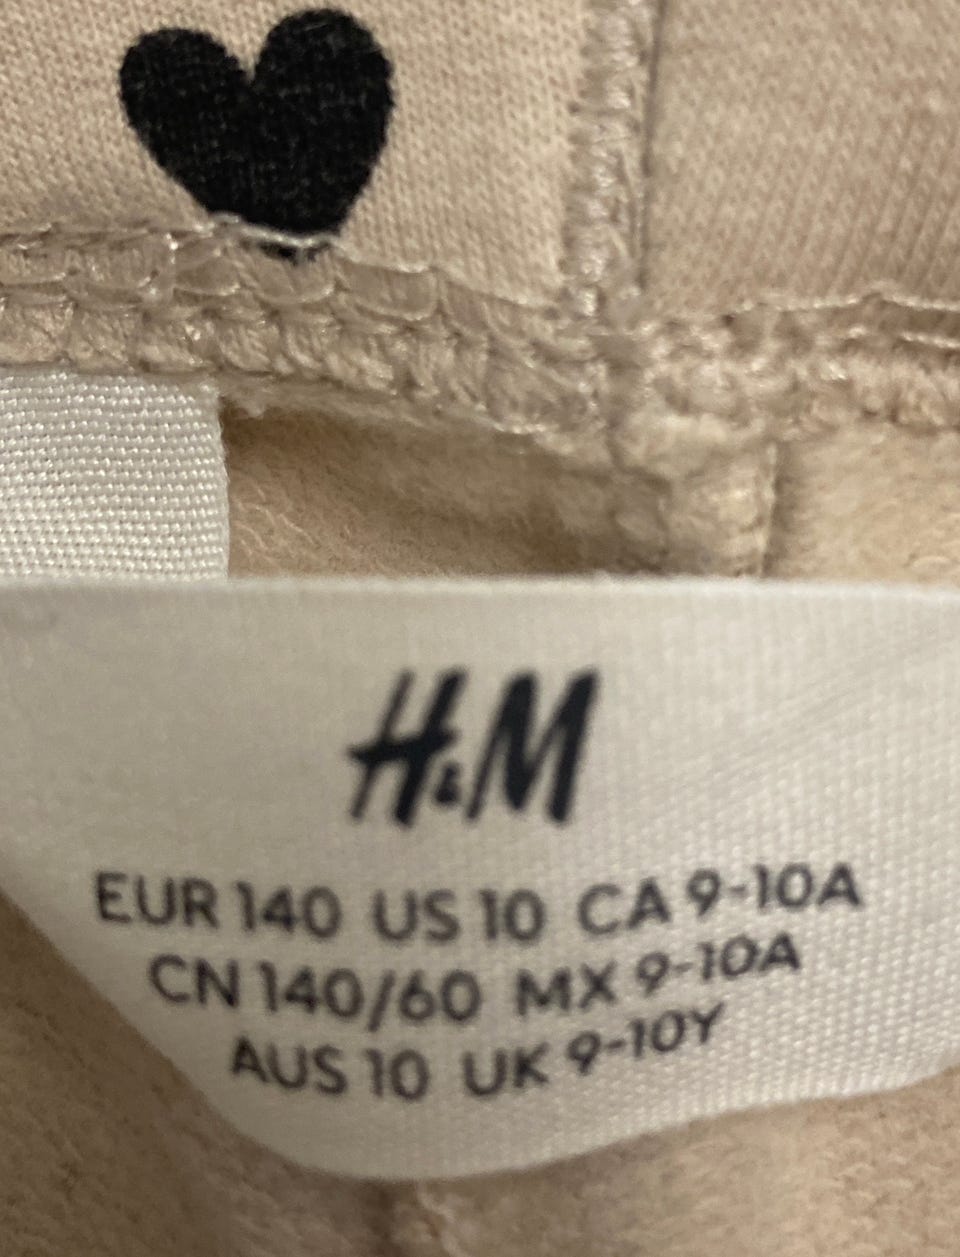 H&M
EUR 140 US 10 CA 9-10A
CN 140/60 MX 9-10A
AUS 10 UK 9-10Y